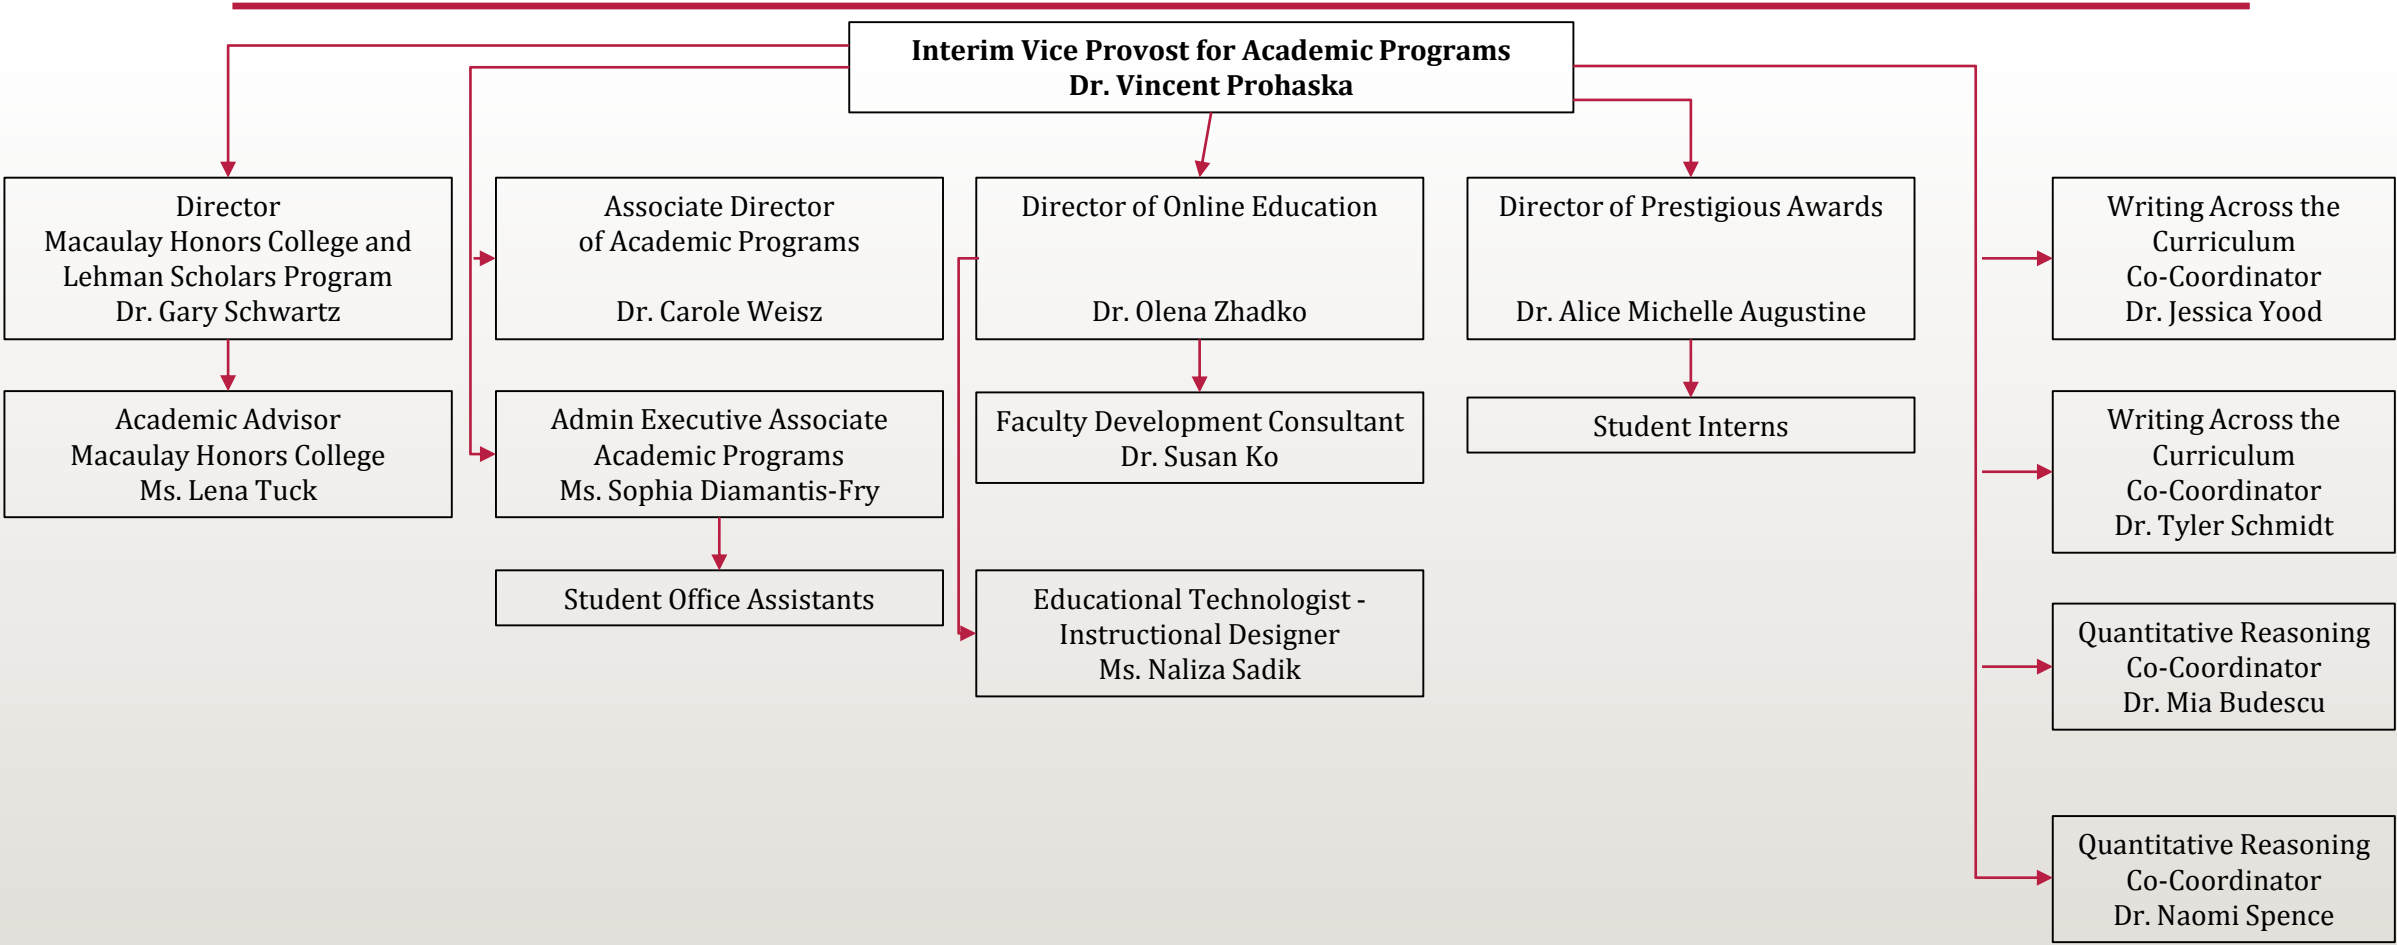 Interim Vice Provost for Academic Programs
Dr. Vincent Prohaska
Director
Macaulay Honors College and
Lehman Scholars Program
Dr. Gary Schwartz
Associate Director
of Academic Programs
Dr. Carole Weisz
Director of Online Education
Dr. Olena Zhadko
Director of Prestigious Awards
Dr. Alice Michelle Augustine
Writing Across the
Curriculum
Co-Coordinator
Dr. Jessica Yood
Academic Advisor
Macaulay Honors College
Ms. Lena Tuck
Admin Executive Associate
Academic Programs
Ms. Sophia Diamantis-Fry
Faculty Development Consultant
Dr. Susan Ko
Student Interns
Writing Across the
Curriculum
Co-Coordinator
Dr. Tyler Schmidt
Student Office Assistants
Educational Technologist -
Instructional Designer
Ms. Naliza Sadik
Quantitative Reasoning
Co-Coordinator
Dr. Mia Budescu
Quantitative Reasoning
Co-Coordinator
Dr. Naomi Spence